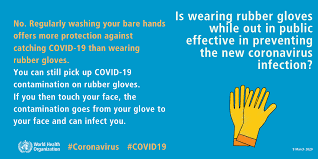 No. Regularly washing your bare hands
offers more protection against
catching COVID-19 than wearing
rubber gloves.
You can still pick up COVID-19
contamination on rubber gloves.
If you then touch your face, the
contamination goes from your glove to
your face and can infect you.
Is wearing rubber gloves
while out in public
effective in preventing
the new coronavirus
infection?
World Health
Organization
#Coronavirus #COVID19
8 March 2020